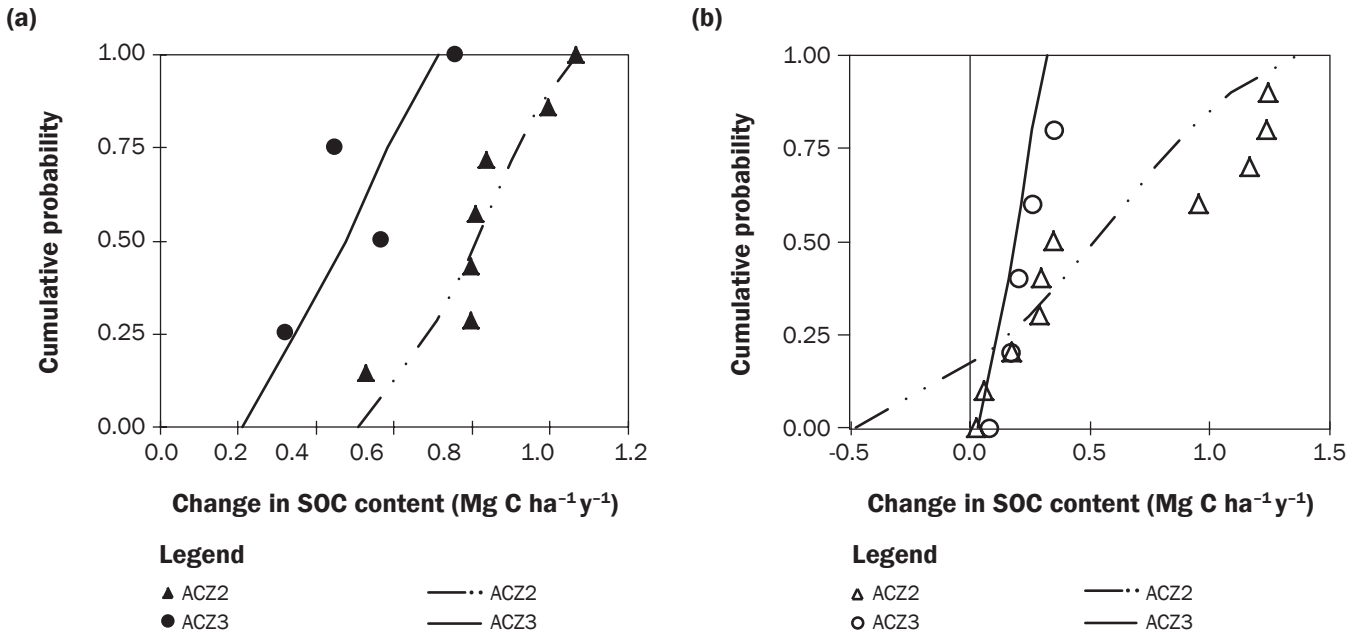 (a)
1.00
0.75
0.50
0.25
0.00
0.0 0.2 0.4 0.6 0.8 1.0 1.2
Cumulative probability
Change in SOC content (Mg C ha⁻¹ y⁻¹)
Legend
ACZ2 ACZ2
ACZ3 ACZ3
(b)
1.00
0.75
0.50
0.25
0.00
-0.5 0.0 0.5 1.0 1.5
Cumulative probability
Change in SOC content (Mg C ha⁻¹ y⁻¹)
Legend
ACZ2 ACZ2
ACZ3 ACZ3